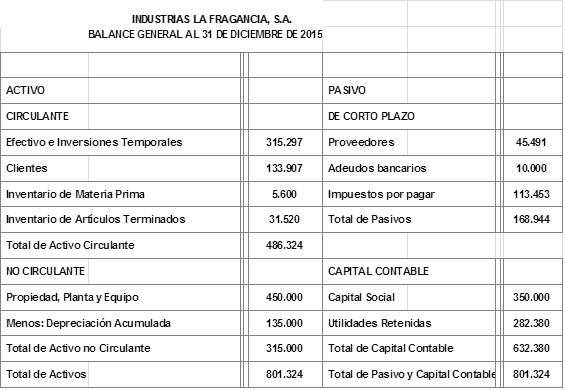 INDUSTRIAS LA FRAGANCIA, S.A.
BALANCE GENERAL AL 31 DE DICIEMBRE DE 2015
ACTIVO PASIVO
CIRCULANTE DE CORTO PLAZO
Efectivo e Inversiones Temporales 315.297 Proveedores 45.491
Clientes 133.907 Adeudos bancarios 10.000
Inventario de Materia Prima 5.600 Impuestos por pagar 113.453
Inventario de Artículos Terminados 31.520 Total de Pasivos 168.944
Total de Activo Circulante 486.324
NO CIRCULANTE CAPITAL CONTABLE
Propiedad, Planta y Equipo 450.000 Capital Social 350.000
Menos: Depreciación Acumulada 135.000 Utilidades Retenidas 282.380
Total de Activo no Circulante 315.000 Total de Capital Contable 632.380
Total de Activos 801.324 Total de Pasivo y Capital Contable 801.324